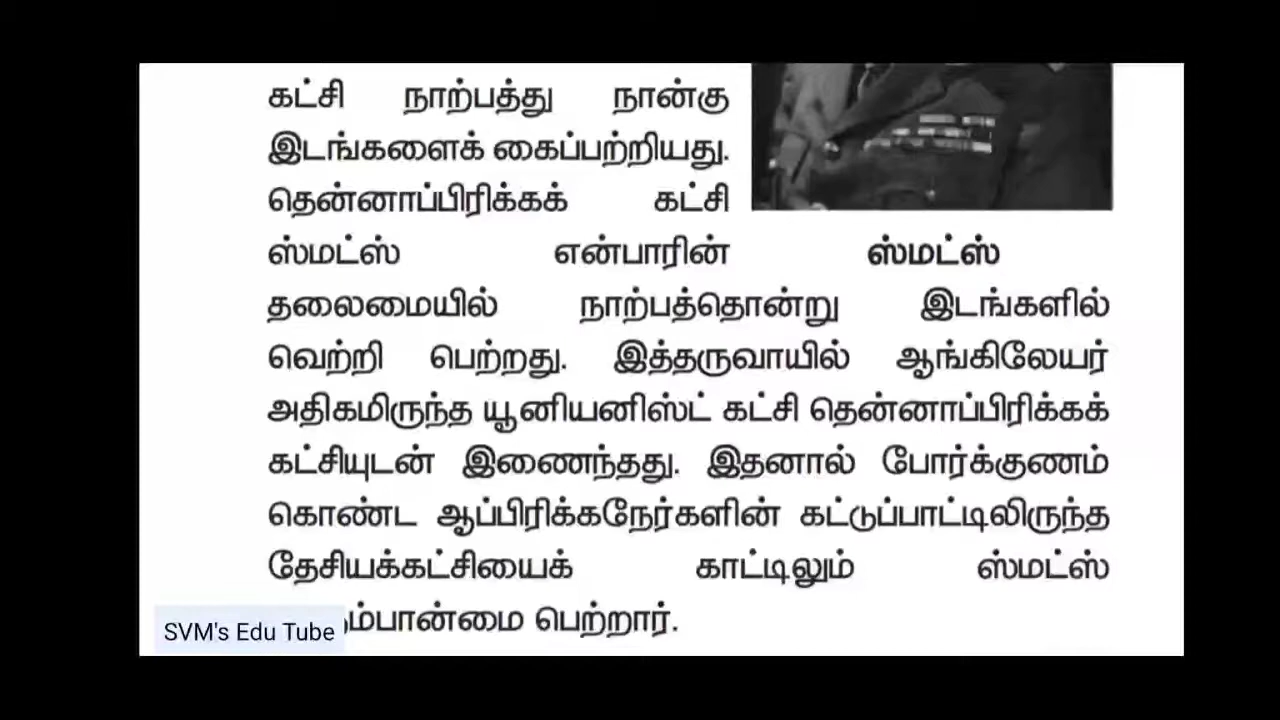 கட்சி நாற்பத்து நான்கு
இடங்களைக் கைப்பற்றியது.
தென்னாப்பிரிக்கக் கட்சி
ஸ்மட்ஸ் என்பாரின்
ஸ்மட்ஸ்
தலைமையில் நாற்பத்தொன்று இடங்களில்
வெற்றி பெற்றது. இத்தருவாயில் ஆங்கிலேயர்
அதிகமிருந்த யூனியனிஸ்ட் கட்சி தென்னாப்பிரிக்கக்
கட்சியுடன் இணைந்தது. இதனால் போர்க்குணம்
கொண்ட ஆப்பிரிக்கநேர்களின் கட்டுப்பாட்டிலிருந்த
தேசியக்கட்சியைக் காட்டிலும் ஸ்மட்ஸ்
பெற்றார்.
SVM's Edu Tube